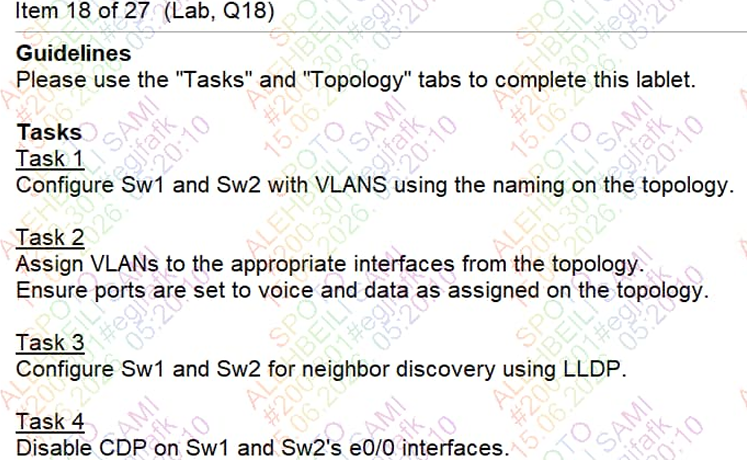 Item 18 of 27 (Lab, Q18)
Guidelines
Please use the "Tasks" and "Topology" tabs to complete this lablet.
Tasks
Task 1
Configure Sw1 and Sw2 with VLANS using the naming on the topology.
Task 2
Assign VLANs to the appropriate interfaces from the topology.
Ensure ports are set to voice and data as assigned on the topology.
Task 3
Configure Sw1 and Sw2 for neighbor discovery using LLDP.
Task 4
Disable CDP on Sw1 and Sw2's e0/0 interfaces.